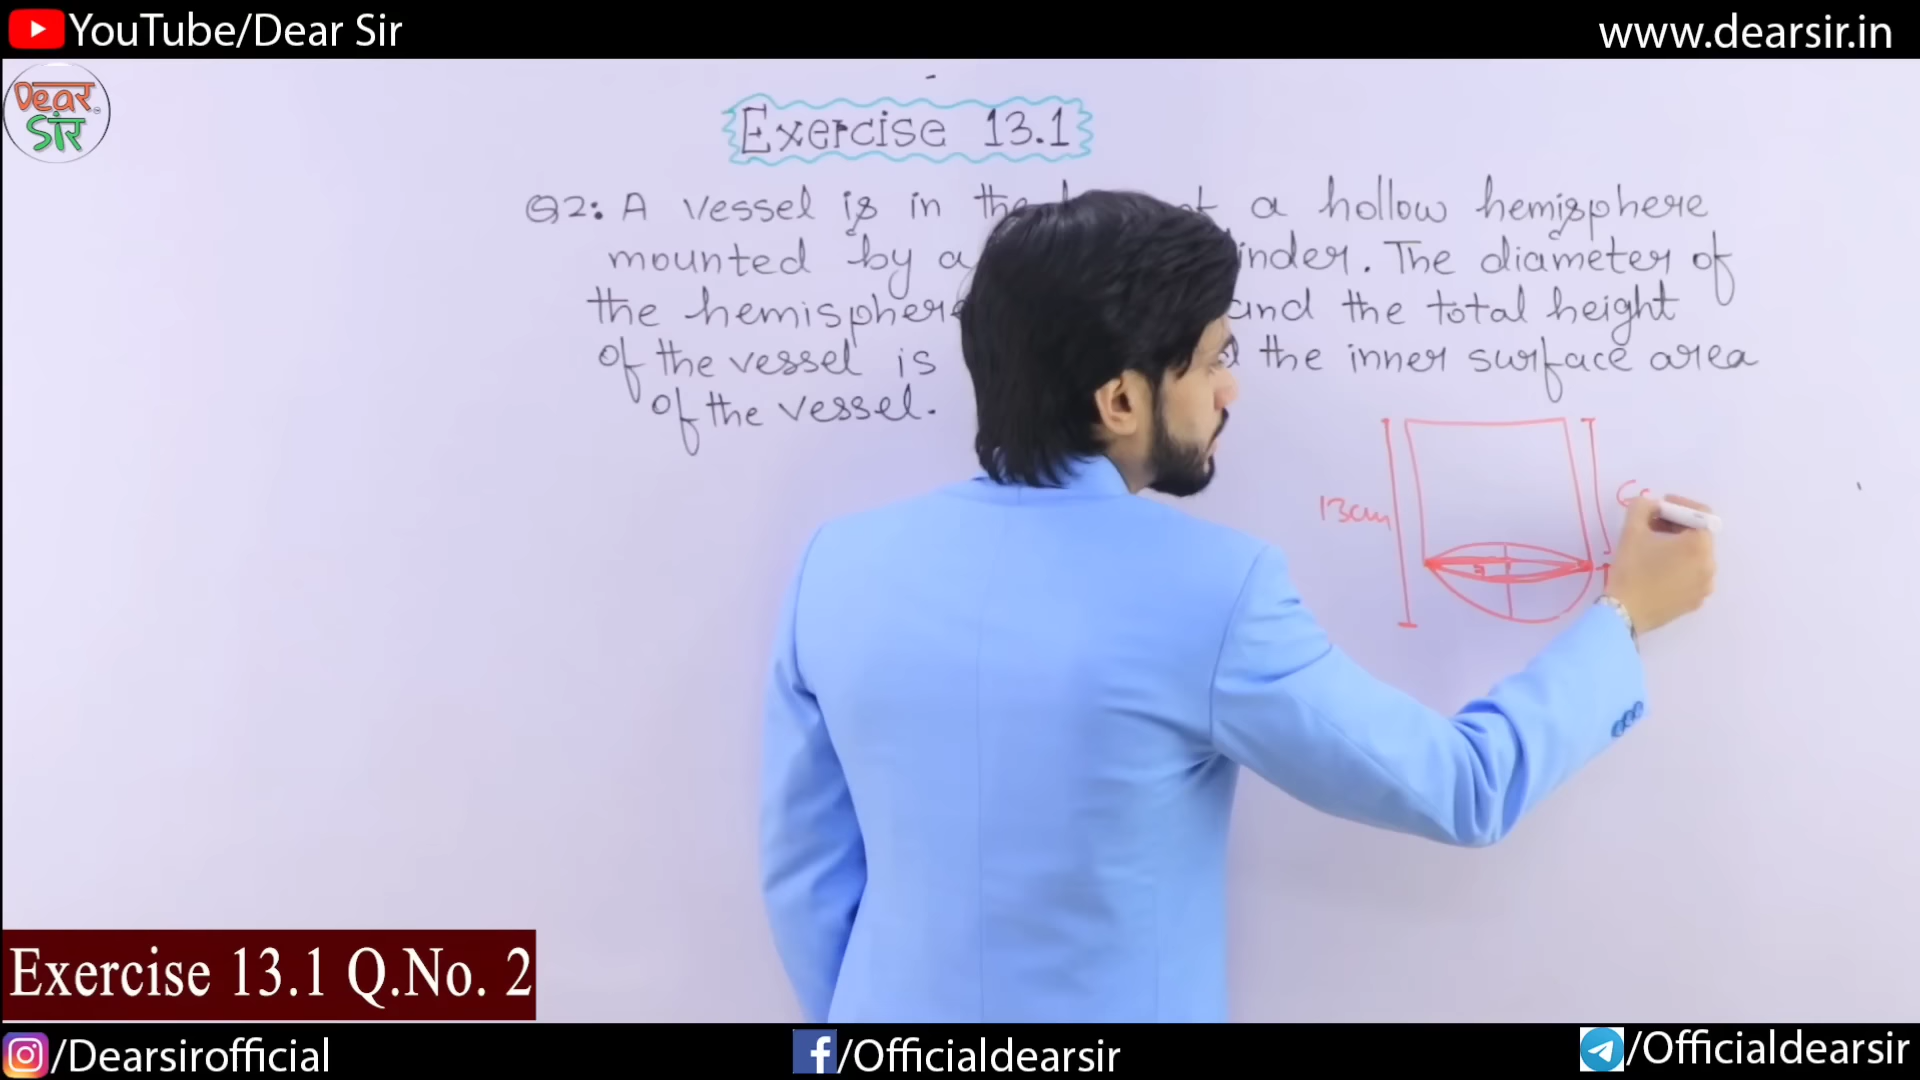 YouTube/Dear Sir
www.dearsir.in
Dear
सर
Exercise 13.1
Q2: A vessel is in the a hollow hemisphere
mounted by a The diameter of
the hemisphere and the total height
of the vessel is the inner surface area
of the vessel.
13cm
7
Exercise 13.1 Q.No. 2
/Dearsirofficial
/Officialdearsir
/Officialdearsir